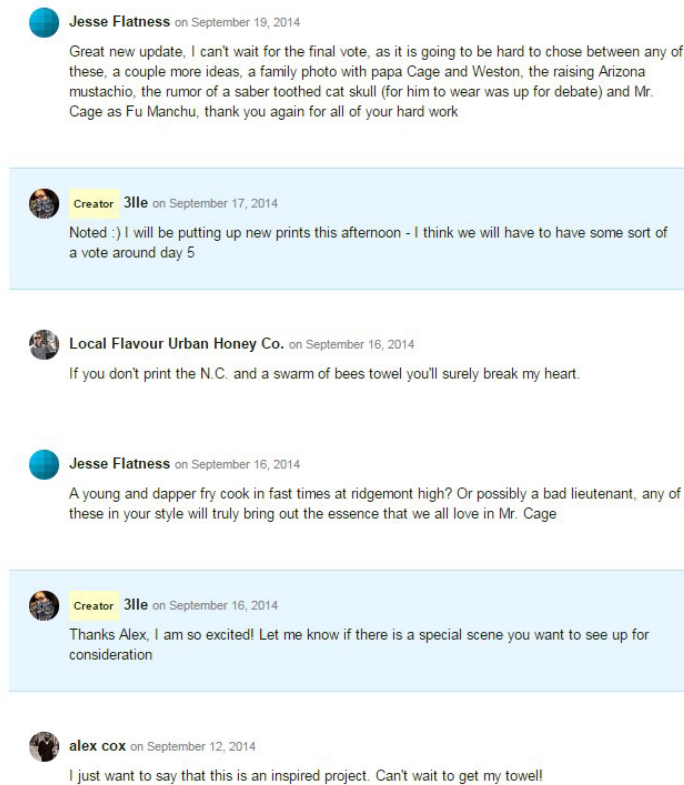 Jesse Flatness on September 19, 2014
Great new update, I can't wait for the final vote, as it is going to be hard to chose between any of
these, a couple more ideas, a family photo with papa Cage and Weston, the raising Arizona
mustachio, the rumor of a saber toothed cat skull (for him to wear was up for debate) and Mr.
Cage as Fu Manchu, thank you again for all of your hard work
Creator 3lle on September 17, 2014
Noted :) I will be putting up new prints this afternoon - I think we will have to have some sort of
a vote around day 5
Local Flavour Urban Honey Co. on September 16, 2014
If you don't print the N.C. and a swarm of bees towel you'll surely break my heart.
Jesse Flatness on September 16, 2014
A young and dapper fry cook in fast times at ridgemont high? Or possibly a bad lieutenant, any of
these in your style will truly bring out the essence that we all love in Mr. Cage
Creator 3lle on September 16, 2014
Thanks Alex, I am so excited! Let me know if there is a special scene you want to see up for
consideration
alex cox on September 12, 2014
I just want to say that this is an inspired project. Can't wait to get my towel!